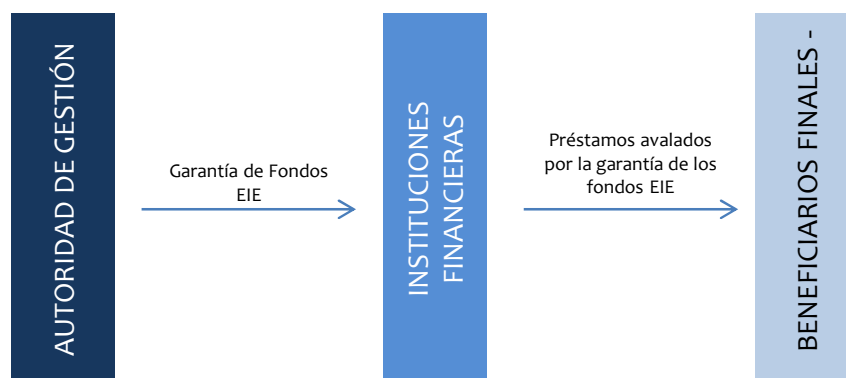 AUTORIDAD DE GESTIÓN
Garantía de Fondos
EIE
INSTITUCIONES
FINANCIERAS
Préstamos avalados
por la garantía de los
fondos EIE
BENEFICIARIOS FINALES -